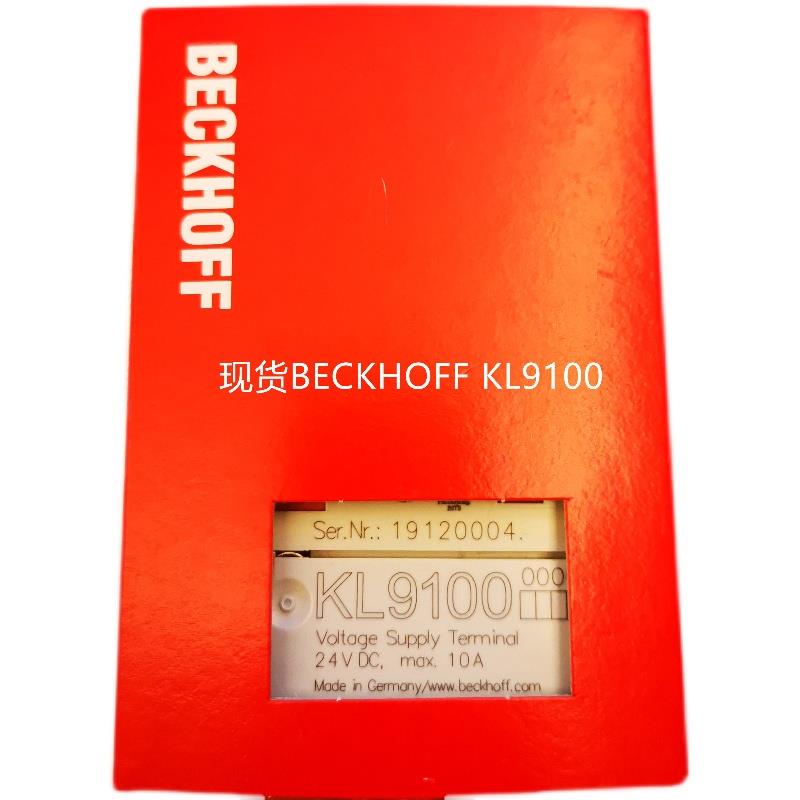 BECKHOFF
现货BECKHOFF KL9100
Ser.Nr.: 19120004.
KL9100
000
Voltage Supply Terminal
24V DC, max. 10A
Made in Germany/www.beckhoff.com